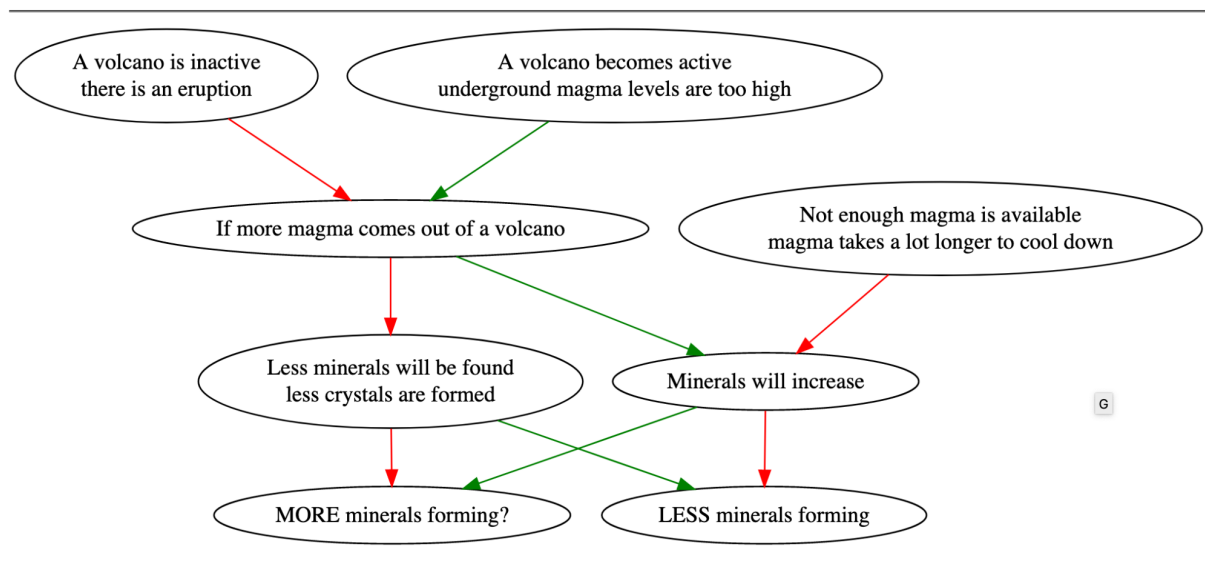 A volcano is inactive
there is an eruption
A volcano becomes active
underground magma levels are too high
If more magma comes out of a volcano
Not enough magma is available
magma takes a lot longer to cool down
Less minerals will be found
less crystals are formed
Minerals will increase
G
MORE minerals forming?
LESS minerals forming